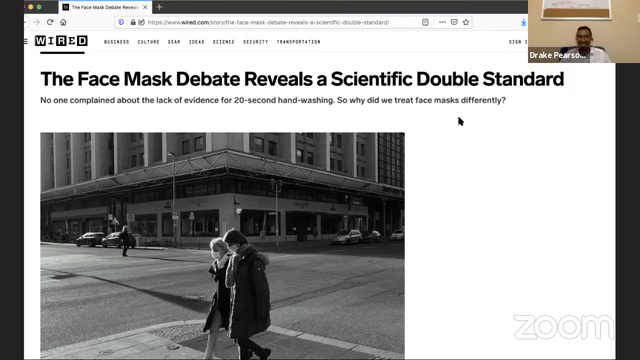 The Face Mask Debate Reveals
https://www.wired.com/story/the-face-mask-debate-reveals-a-scientific-double-standard/
WIRED
BUSINESS CULTURE GEAR IDEAS SCIENCE SECURITY TRANSPORTATION
SIGN I
Drake Pearso...
The Face Mask Debate Reveals a Scientific Double Standard
No one complained about the lack of evidence for 20-second hand-washing. So why did we treat face masks differently?
zoom